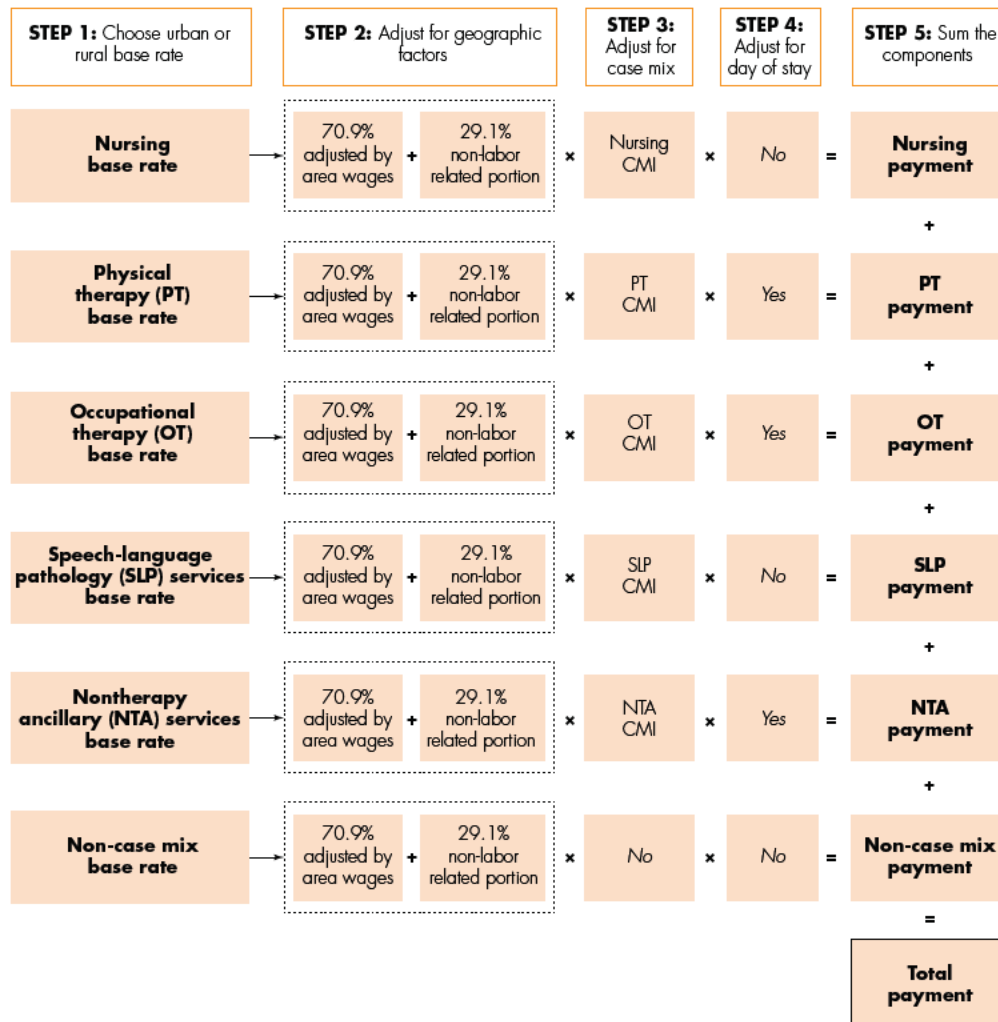 STEP 1: Choose urban or
rural base rate
STEP 2: Adjust for geographic
factors
STEP 3:
Adjust for
case mix
STEP 4:
Adjust for
day of stay
STEP 5: Sum the
components
Nursing
base rate
70.9%
adjusted by
area wages
+
29.1%
non-labor
related portion
×
Nursing
CMI
×
No
=
Nursing
payment
+
Physical
therapy (PT)
base rate
70.9%
adjusted by
area wages
+
29.1%
non-labor
related portion
×
PT
CMI
×
Yes
=
PT
payment
+
Occupational
therapy (OT)
base rate
70.9%
adjusted by
area wages
+
29.1%
non-labor
related portion
×
OT
CMI
×
Yes
=
OT
payment
+
Speech-language
pathology (SLP) services
base rate
70.9%
adjusted by
area wages
+
29.1%
non-labor
related portion
×
SLP
CMI
×
No
=
SLP
payment
+
Nontherapy
ancillary (NTA) services
base rate
70.9%
adjusted by
area wages
+
29.1%
non-labor
related portion
×
NTA
CMI
×
Yes
=
NTA
payment
+
Non-case mix
base rate
70.9%
adjusted by
area wages
+
29.1%
non-labor
related portion
×
No
×
No
=
Non-case mix
payment
=
Total
payment